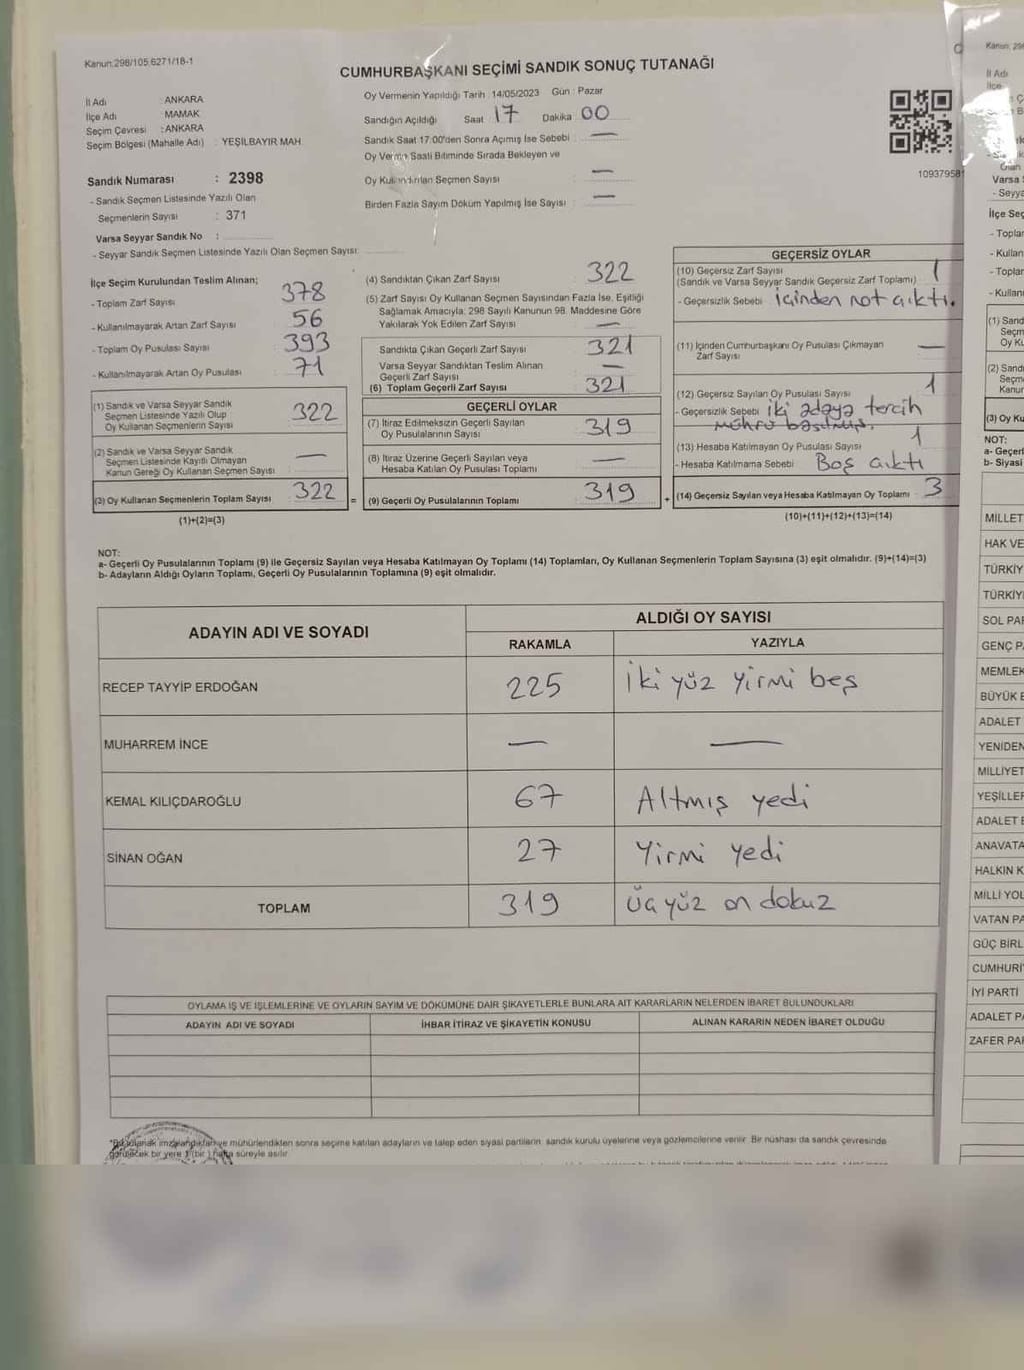 Kanun:298/105,6271/18-1
CUMHURBAŞKANI SEÇİMİ SANDIK SONUÇ TUTANAĞI
İl Adı : ANKARA
İlçe Adı : MAMAK
Seçim Çevresi : ANKARA
Seçim Bölgesi (Mahalle Adı) : YEŞİLBAYIR MAH.
Sandık Numarası : 2398
- Sandık Seçmen Listesinde Yazılı Olan
Seçmenlerin Sayısı : 371
Varsa Seyyar Sandık No :
- Seyyar Sandık Seçmen Listesinde Yazılı Olan Seçmen Sayısı:
Oy Vermenin Yapıldığı Tarih :14/05/2023 Gün : Pazar
Sandığın Açıldığı Saat 17 Dakika 00
Sandık Saat 17:00'den Sonra Açımış İse Sebebi : —
Oy Verme Saati Bitiminde Sırada Bekleyen ve
Oy Kullandırılan Seçmen Sayısı —
Birden Fazla Sayım Döküm Yapılmış İse Sayısı : —
109379581
İlçe Seçim Kurulundan Teslim Alınan;
- Toplam Zarf Sayısı 378
- Kullanılmayarak Artan Zarf Sayısı 56
- Toplam Oy Pusulası Sayısı 393
- Kullanılmayarak Artan Oy Pusulası 71
(1) Sandık ve Varsa Seyyar Sandık
Seçmen Listesinde Yazılı Olup
Oy Kullanan Seçmenlerin Sayısı 322
(2) Sandık ve Varsa Seyyar Sandık
Seçmen Listesinde Kayıtlı Olmayan
Kanun Gereği Oy Kullanan Seçmen Sayısı —
(3) Oy Kullanan Seçmenlerin Toplam Sayısı 322 =
(1)+(2)=(3)
(4) Sandıktan Çıkan Zarf Sayısı 322
(5) Zarf Sayısı Oy Kullanan Seçmen Sayısından Fazla İse, Eşitliği
Sağlamak Amacıyla; 298 Sayılı Kanunun 98. Maddesine Göre
Yakılarak Yok Edilen Zarf Sayısı —
Sandıkta Çıkan Geçerli Zarf Sayısı 321
Varsa Seyyar Sandıktan Teslim Alınan
Geçerli Zarf Sayısı —
(6) Toplam Geçerli Zarf Sayısı 321
GEÇERLİ OYLAR
(7) İtiraz Edilmeksizin Geçerli Sayılan
Oy Pusulalarının Sayısı 319
(8) İtiraz Üzerine Geçerli Sayılan veya
Hesaba Katılan Oy Pusulası Toplamı —
(9) Geçerli Oy Pusulalarının Toplamı 319 +
GEÇERSİZ OYLAR
(10) Geçersiz Zarf Sayısı
(Sandık ve Varsa Seyyar Sandık Geçersiz Zarf Toplamı) 1
- Geçersizlik Sebebi içinden not çıktı.
(11) İçinden Cumhurbaşkanı Oy Pusulası Çıkmayan
Zarf Sayısı —
(12) Geçersiz Sayılan Oy Pusulası Sayısı 1
- Geçersizlik Sebebi iki adaya tercih
mührü basılmış.
(13) Hesaba Katılmayan Oy Pusulası Sayısı 1
- Hesaba Katılmama Sebebi Boş çıktı
(14) Geçersiz Sayılan veya Hesaba Katılmayan Oy Toplamı 3
(10)+(11)+(12)+(13)=(14)
NOT:
a- Geçerli Oy Pusulalarının Toplamı (9) ile Geçersiz Sayılan veya Hesaba Katılmayan Oy Toplamı (14) Toplamları, Oy Kullanan Seçmenlerin Toplam Sayısına (3) eşit olmalıdır. (9)+(14)=(3)
b- Adayların Aldığı Oyların Toplamı, Geçerli Oy Pusulalarının Toplamına (9) eşit olmalıdır.
ADAYIN ADI VE SOYADI
ALDIĞI OY SAYISI
RAKAMLA YAZIYLA
RECEP TAYYİP ERDOĞAN 225 İki yüz yirmi beş
MUHARREM İNCE — —
KEMAL KILIÇDAROĞLU 67 Altmış yedi
SİNAN OĞAN 27 Yirmi yedi
TOPLAM 319 üç yüz on dokuz
OYLAMA İŞ VE İŞLEMLERİNE VE OYLARIN SAYIM VE DÖKÜMÜNE DAİR ŞİKAYETLERLE BUNLARA AİT KARARLARIN NELERDEN İBARET BULUNDUKLARI
ADAYIN ADI VE SOYADI İHBAR İTİRAZ VE ŞİKAYETİN KONUSU ALINAN KARARIN NEDEN İBARET OLDUĞU
imzalandıktan ve mühürlendikten sonra seçime katılan adayların ve talep eden siyasi partilerin sandık kurulu üyelerine veya gözlemcilerine verilir. Bir nüshası da sandık çevresinde
bir yere 1 (bir) hafta süreyle asılır
Kanun: 298
İl Adı
İlçe
Varsa
- Seyya
İlçe Seç
- Toplar
- Kullan
- Toplar
- Kullanı
(1) Sand
Seçm
Oy Ku
(2) Sandı
Seçme
Kanun
(3) Oy Ku
NOT:
a- Geçerl
b- Siyasi
MİLLET
HAK VE
TÜRKİY
TÜRKİYE
SOL PAR
GENÇ P
MEMLEK
BÜYÜK
ADALET
YENİDEN
MİLLİYET
YEŞİLLER
ADALET
ANAVATA
HALKIN K
MİLLİ YOL
VATAN PA
GÜÇ BİRL
CUMHURİ
İYİ PARTİ
ADALET PA
ZAFER PAR